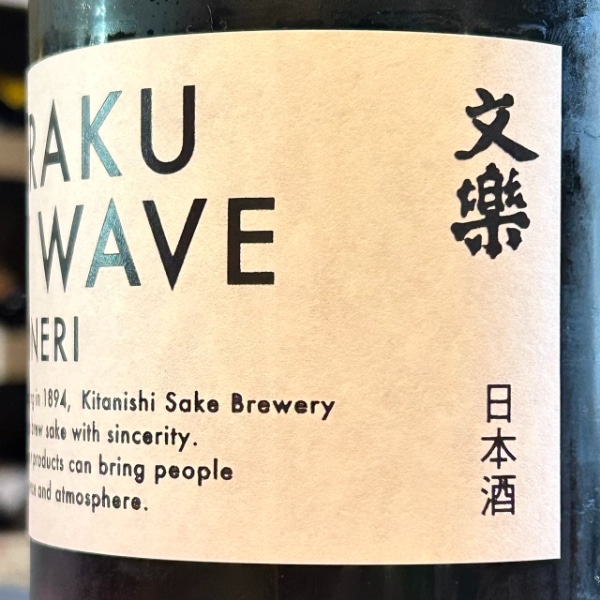 RAKU
WAVE
NERI
in 1894, Kitanishi Sake Brewery
brew sake with sincerity.
products can bring people
and atmosphere.
文樂
日本酒